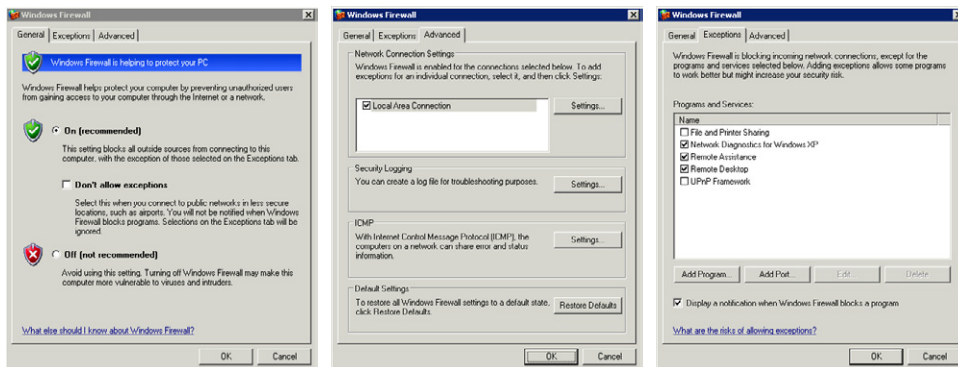 Windows Firewall
General
Exceptions
Advanced
Windows Firewall is helping to protect your PC
Windows Firewall helps protect your computer by preventing unauthorized users
from gaining access to your computer through the Internet or a network.
On (recommended)
This setting blocks all outside sources from connecting to this
computer, with the exception of those selected on the Exceptions tab.
Don't allow exceptions
Select this when you connect to public networks in less secure
locations, such as airports. You will not be notified when Windows
Firewall blocks programs. Selections on the Exceptions tab will be
ignored.
Off (not recommended)
Avoid using this setting. Turning off Windows Firewall may make this
computer more vulnerable to viruses and intruders.
What else should I know about Windows Firewall?
OK
Cancel
Windows Firewall
General
Exceptions
Advanced
Network Connection Settings
Windows Firewall is enabled for the connections selected below. To add
exceptions for an individual connection, select it, and then click Settings:
Local Area Connection
Settings...
Security Logging
You can create a log file for troubleshooting purposes.
Settings...
ICMP
With Internet Control Message Protocol (ICMP), the
computers on a network can share error and status
information.
Settings...
Default Settings
To restore all Windows Firewall settings to a default state,
click Restore Defaults.
Restore Defaults
OK
Cancel
Windows Firewall
General
Exceptions
Advanced
Windows Firewall is blocking incoming network connections, except for the
programs and services selected below. Adding exceptions allows some programs
to work better but might increase your security risk.
Programs and Services:
Name
File and Printer Sharing
Network Diagnostics for Windows XP
Remote Assistance
Remote Desktop
UPnP Framework
Add Program...
Add Port...
Edit...
Delete
Display a notification when Windows Firewall blocks a program
What are the risks of allowing exceptions?
OK
Cancel